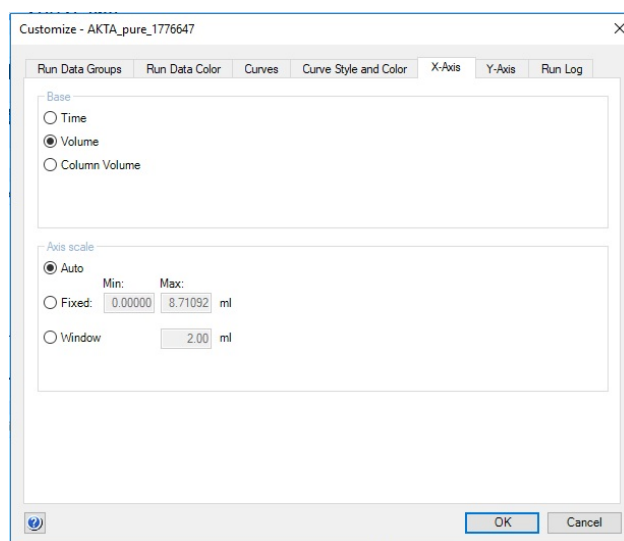 Customize - AKTA_pure_1776647
Run Data Groups Run Data Color Curves Curve Style and Color X-Axis Y-Axis Run Log
Base
Time
Volume
Column Volume
Axis scale
Auto
Min: Max:
Fixed: 0.00000 8.71092 ml
Window 2.00 ml
OK Cancel